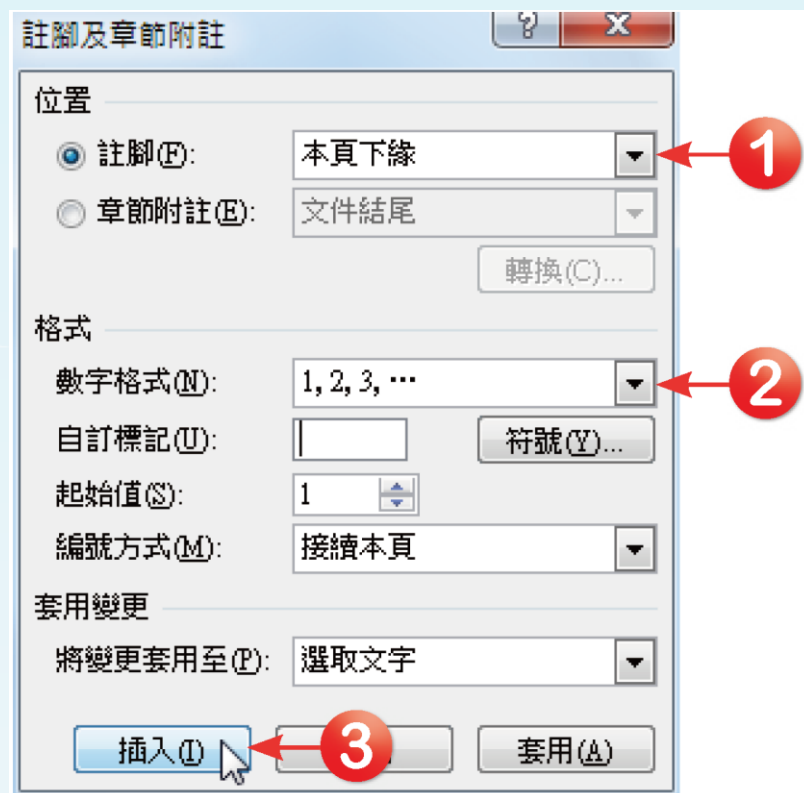 註腳及章節附註
?
X
位置
註腳(F): 本頁下緣
1
章節附註(E): 文件結尾
轉換(C)...
格式
數字格式(N): 1, 2, 3, …
2
自訂標記(U): 符號(Y)...
起始值(S): 1
編號方式(M): 接續本頁
套用變更
將變更套用至(P): 選取文字
插入(I)
3
套用(A)